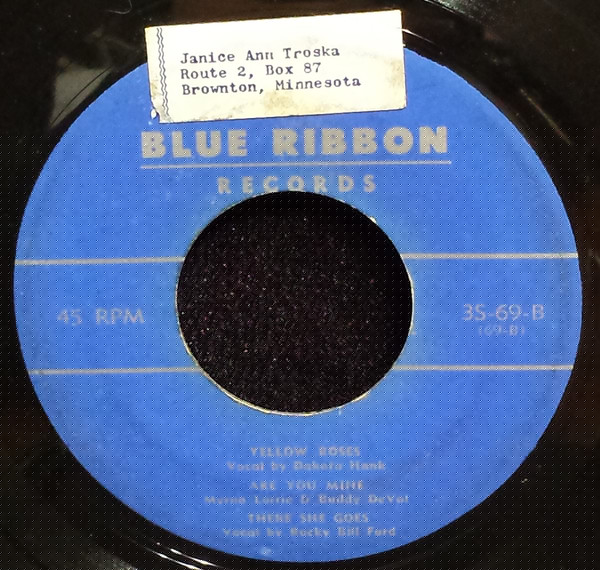 Janice Ann Troska
Route 2, Box 87
Brownton, Minnesota
BLUE RIBBON
RECORDS
45 RPM
3S-69-B
(69-B)
YELLOW ROSES
Vocal by Dakota Hank
ARE YOU MINE
Myrna Lorrie & Buddy DeVal
THERE SHE GOES
Vocal by Rocky Bill Ford